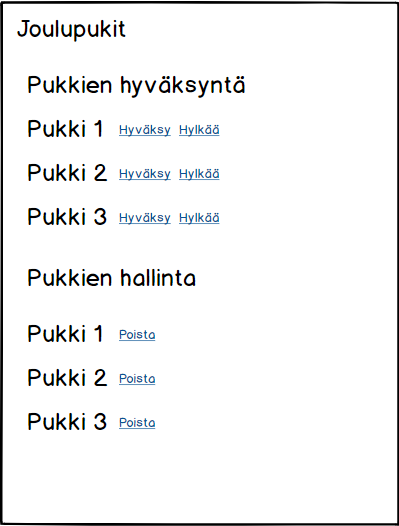 Joulupukit
Pukkien hyväksyntä
Pukki 1 Hyväksy Hylkää
Pukki 2 Hyväksy Hylkää
Pukki 3 Hyväksy Hylkää
Pukkien hallinta
Pukki 1 Poista
Pukki 2 Poista
Pukki 3 Poista